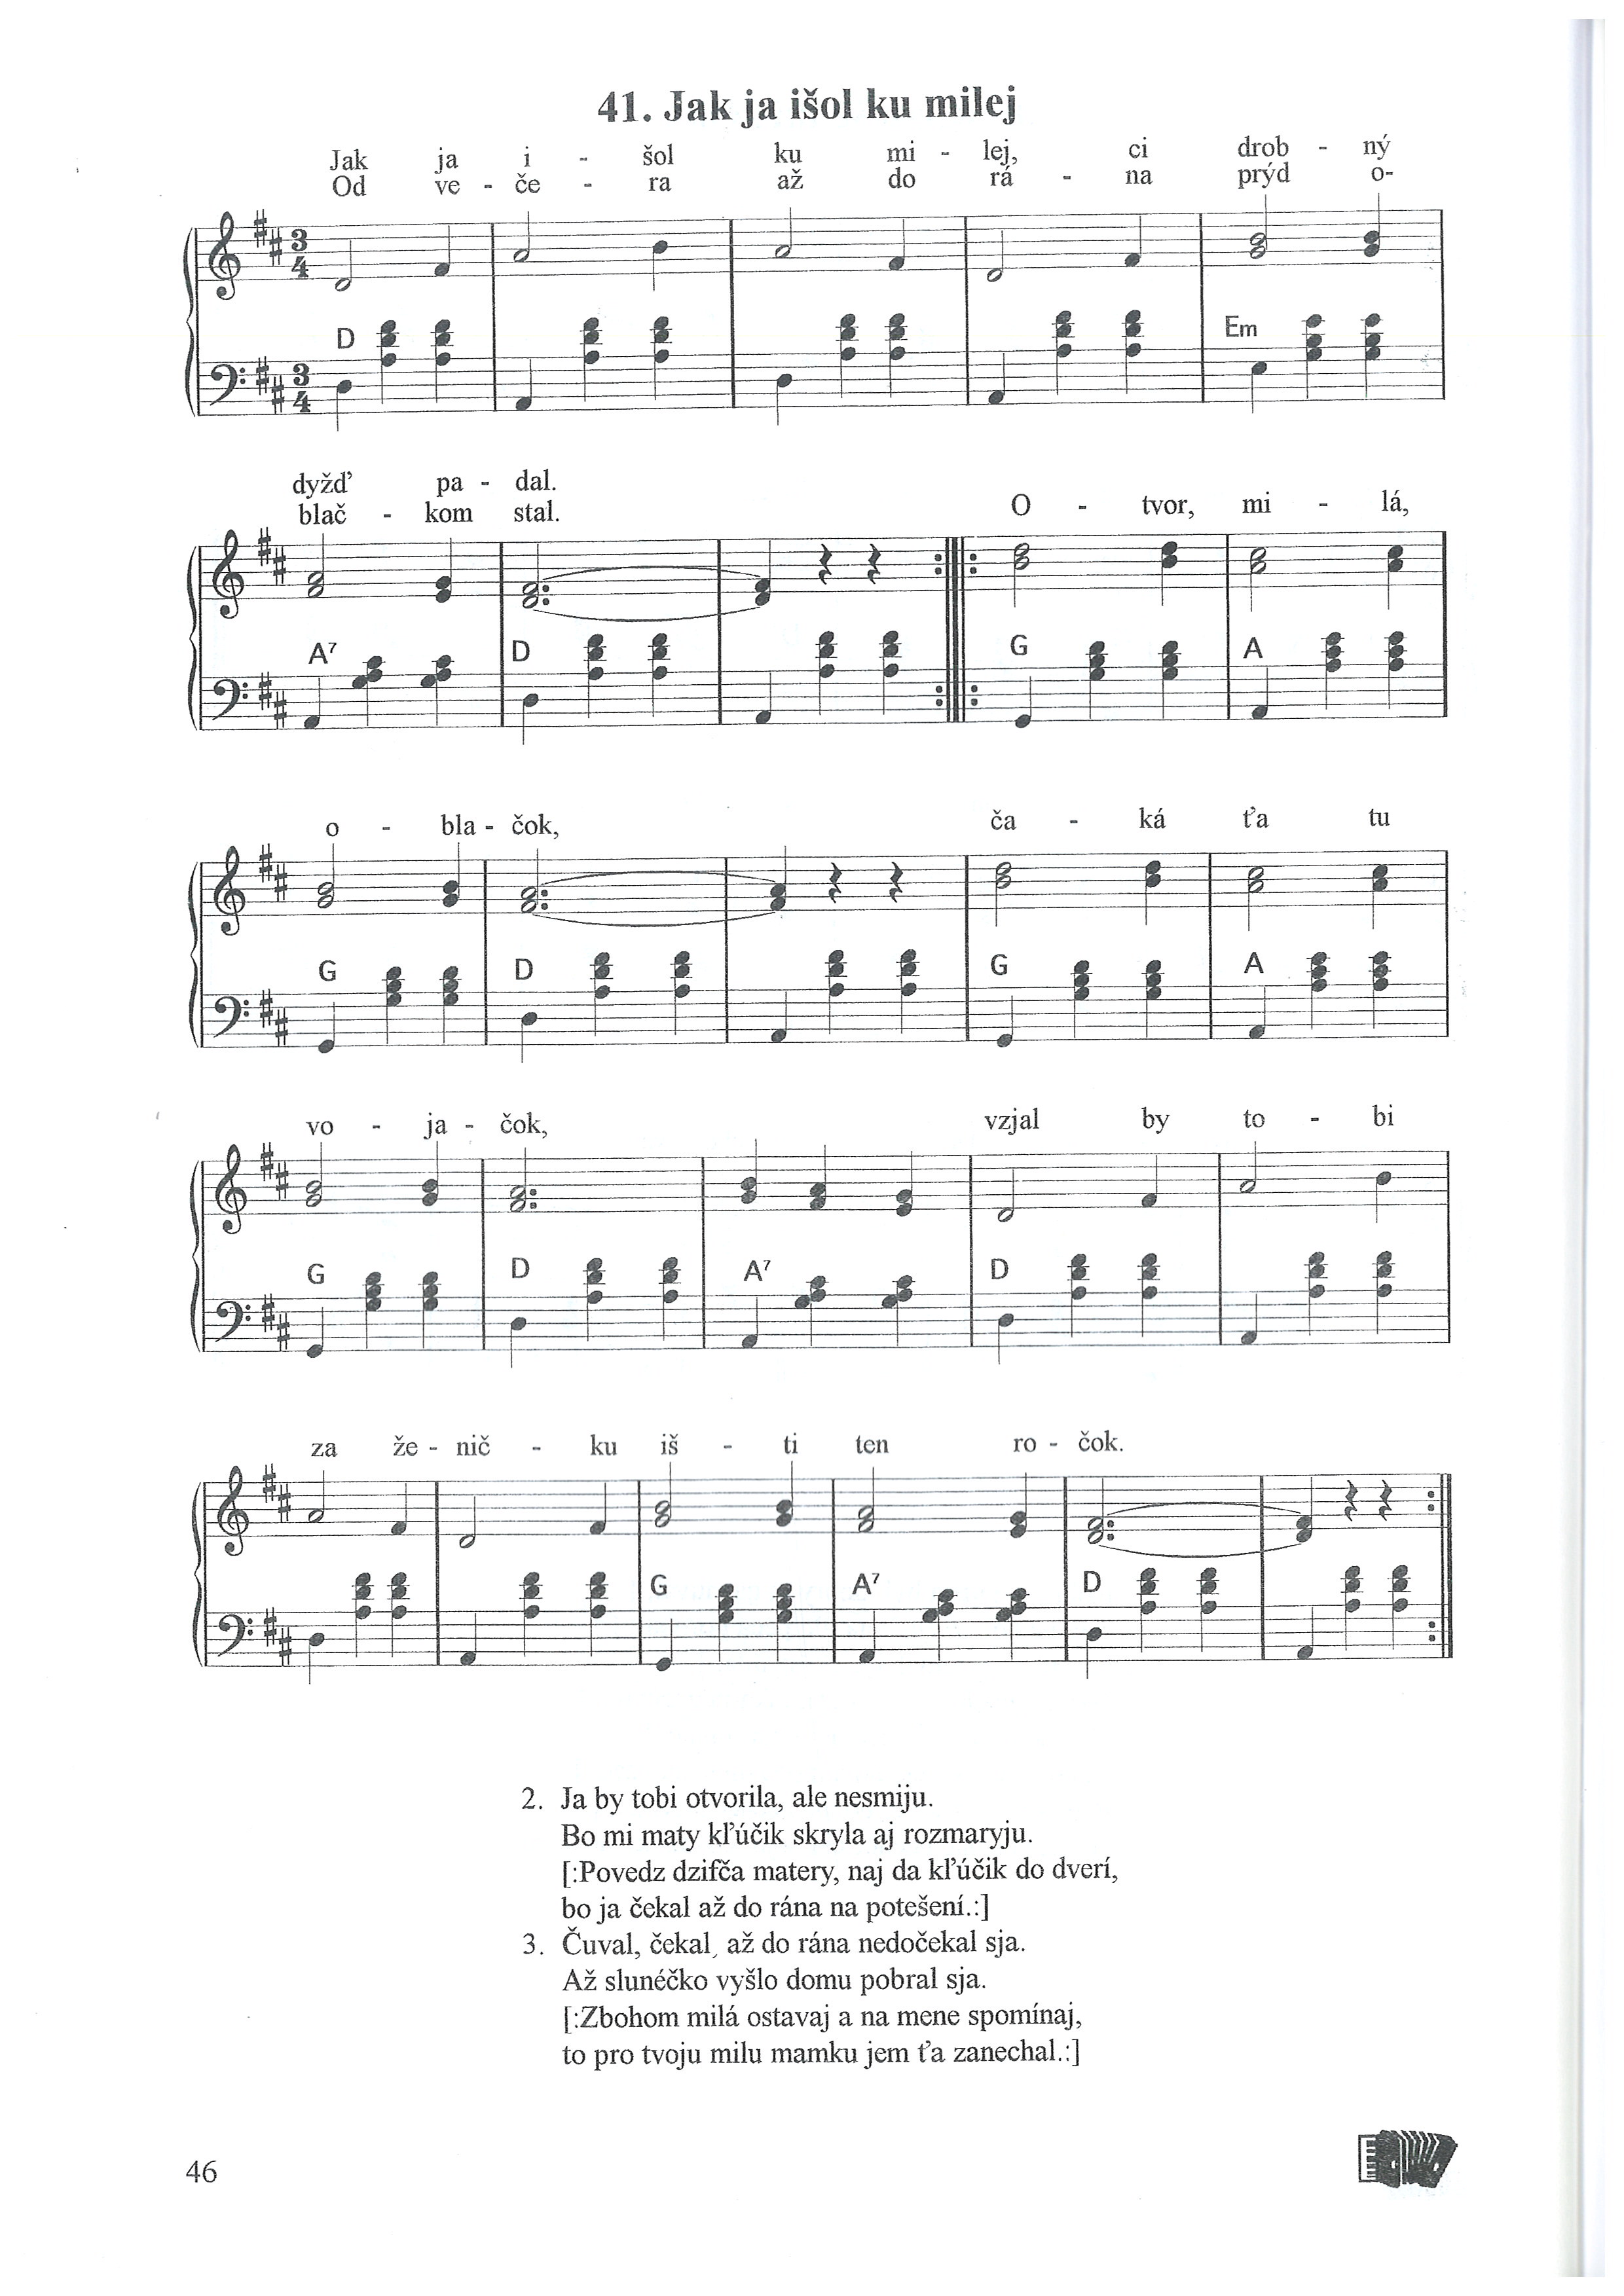 41. Jak ja išol ku milej
Jak ja i - šol ku mi - lej, ci drob - ný
Od ve - če - ra až do rá - na prýd o-
3 4
D Em
3 4
dyžď pa - dal.
blač - kom stal. O - tvor, mi - lá,
A7 D G A
o - bla - čok, ča - ká ťa tu
G D G A
vo - ja - čok, vzjal by to - bi
G D A7 D
za že - nič - ku iš - ti ten ro - čok.
G A7 D
2. Ja by tobi otvorila, ale nesmiju.
Bo mi maty kľúčik skryla aj rozmaryju.
[:Povedz dzifča matery, naj da kľúčik do dverí,
bo ja čekal až do rána na potešení.:]
3. Čuval, čekal, až do rána nedočekal sja.
Až slunéčko vyšlo domu pobral sja.
[:Zbohom milá ostavaj a na mene spomínaj,
to pro tvoju milu mamku jem ťa zanechal.:]
46